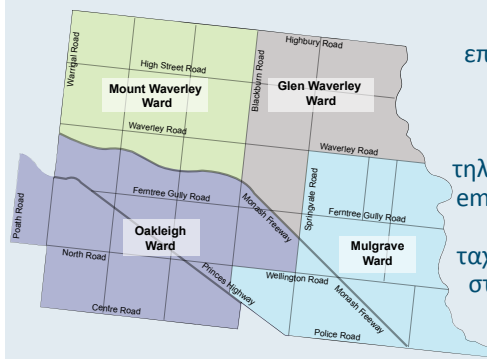 Highbury Road
Warrigal Road
High Street Road
Blackburn Road
Mount Waverley
Ward
Glen Waverley
Ward
Waverley Road
Waverley Road
Springvale Road
Ferntree Gully Road
Ferntree Gully Road
Monash Freeway
Poath Road
Oakleigh
Ward
Mulgrave
Ward
North Road
Princes Highway
Wellington Road
Monash Freeway
Centre Road
Police Road
επ
τηλ
em
ταχ
στ